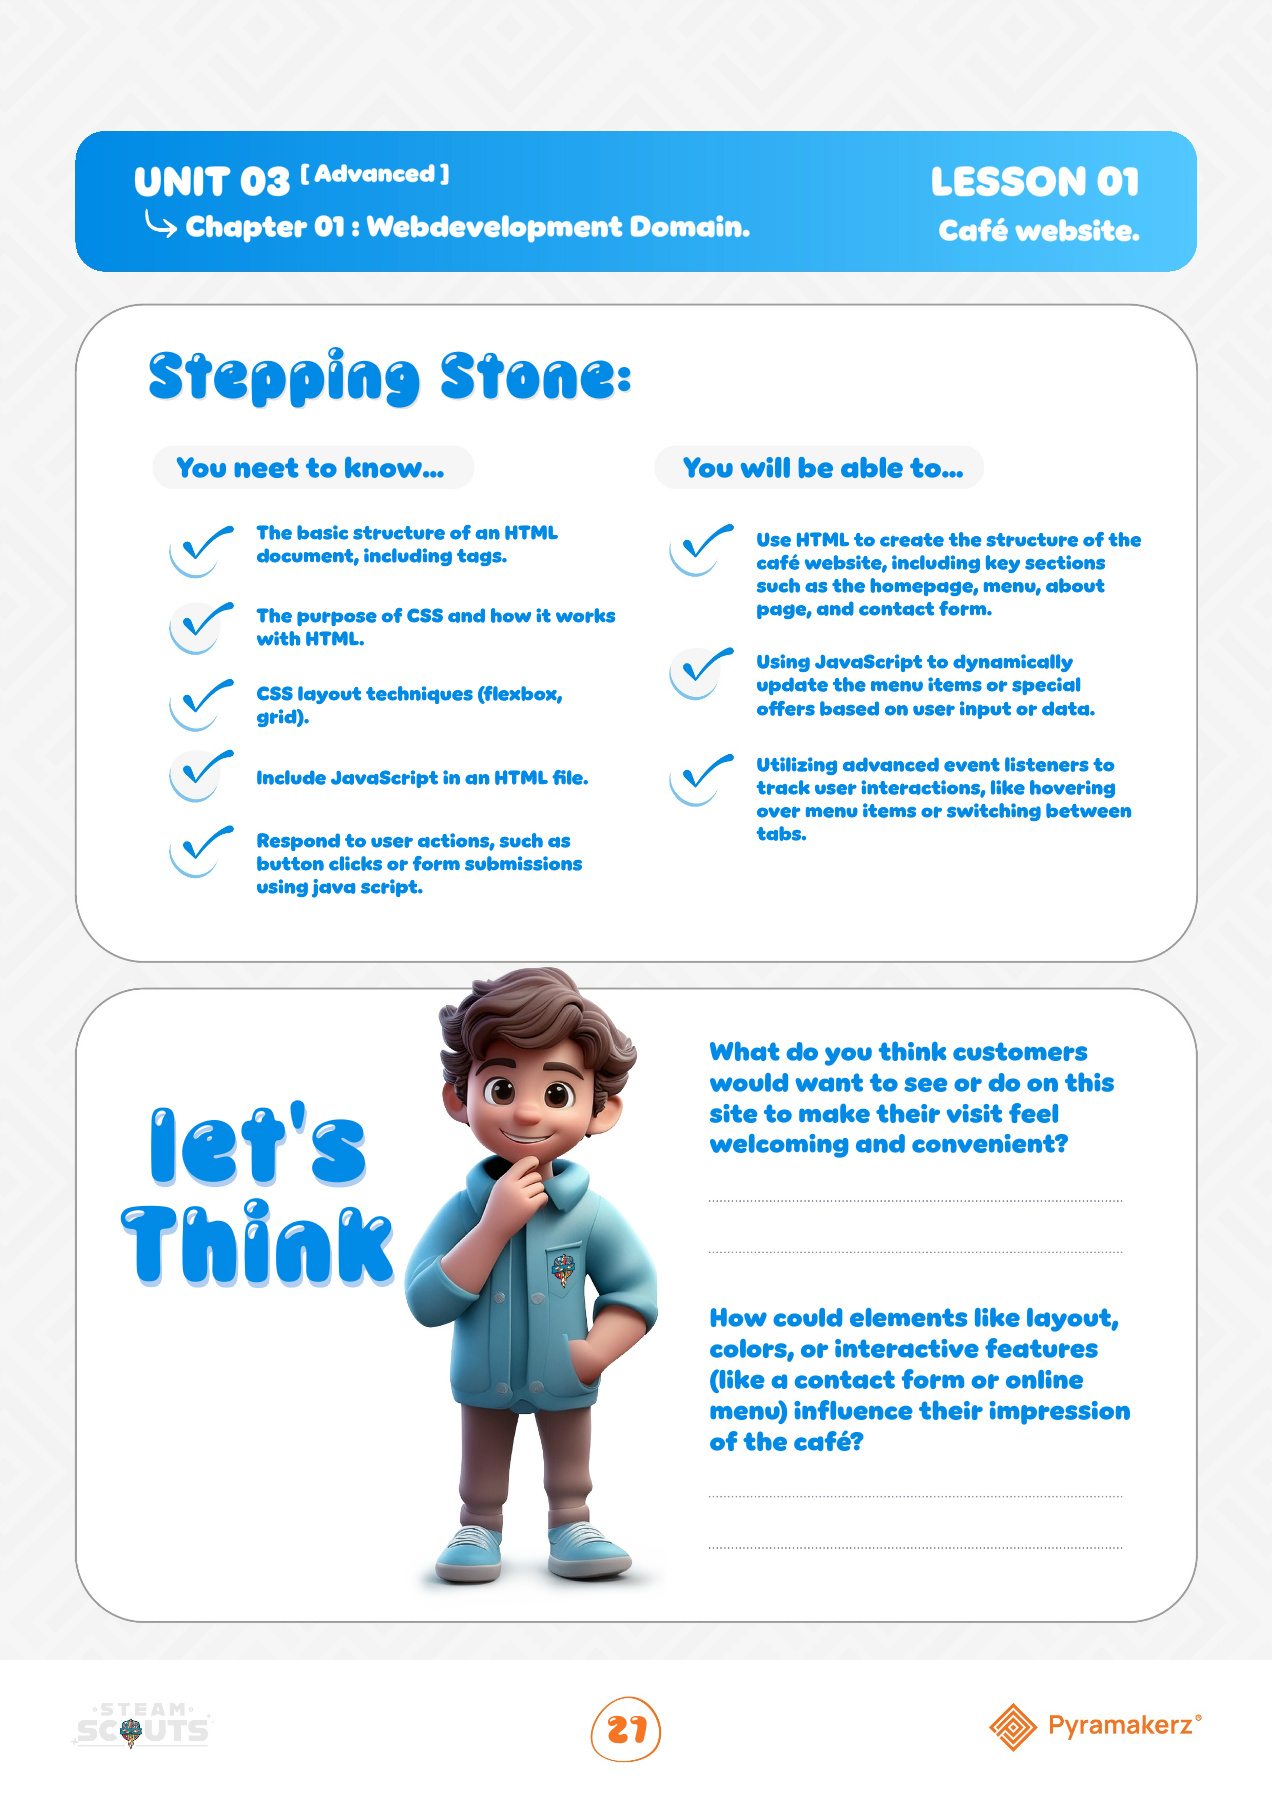 UNIT 03 [ Advanced ]
Chapter 01 : Webdevelopment Domain.
LESSON 01
Café website.
Stepping Stone:
You neet to know...
The basic structure of an HTML
document, including tags.
The purpose of CSS and how it works
with HTML.
CSS layout techniques (flexbox,
grid).
Include JavaScript in an HTML file.
Respond to user actions, such as
button clicks or form submissions
using java script.
You will be able to...
Use HTML to create the structure of the
café website, including key sections
such as the homepage, menu, about
page, and contact form.
Using JavaScript to dynamically
update the menu items or special
offers based on user input or data.
Utilizing advanced event listeners to
track user interactions, like hovering
over menu items or switching between
tabs.
let's
Think
What do you think customers
would want to see or do on this
site to make their visit feel
welcoming and convenient?
How could elements like layout,
colors, or interactive features
(like a contact form or online
menu) influence their impression
of the café?
STEAM
SCOUTS
27
Pyramakerz®